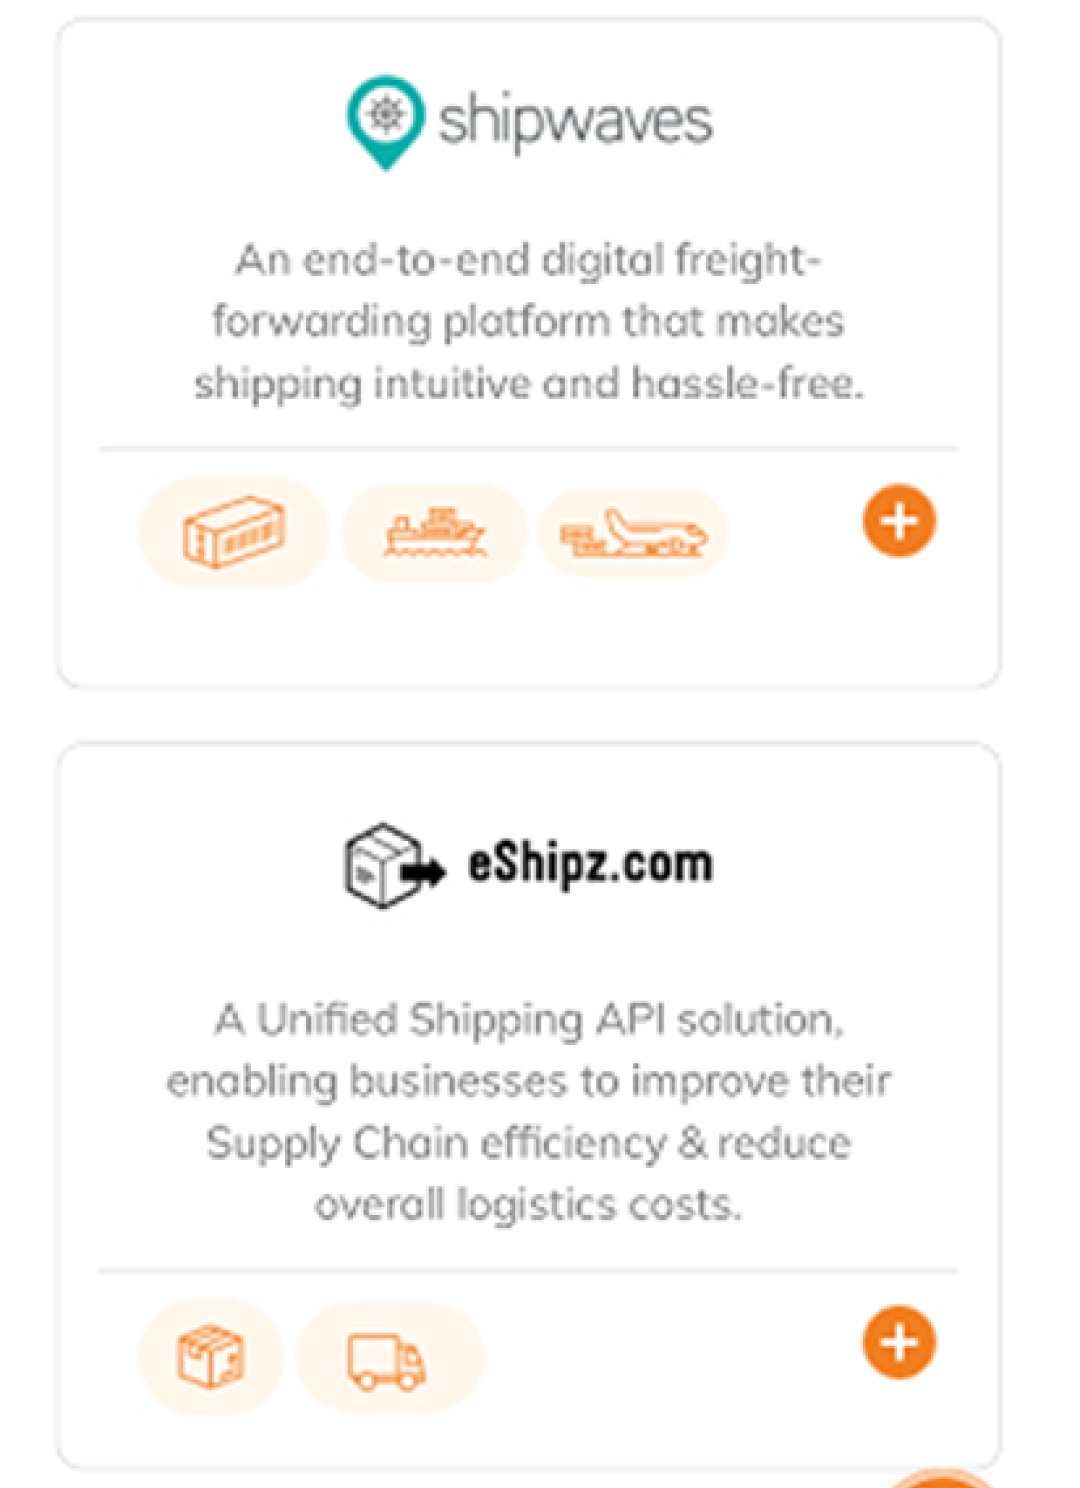 shipwaves
An end-to-end digital freight-
forwarding platform that makes
shipping intuitive and hassle-free.
eShipz.com
A Unified Shipping API solution,
enabling businesses to improve their
Supply Chain efficiency & reduce
overall logistics costs.